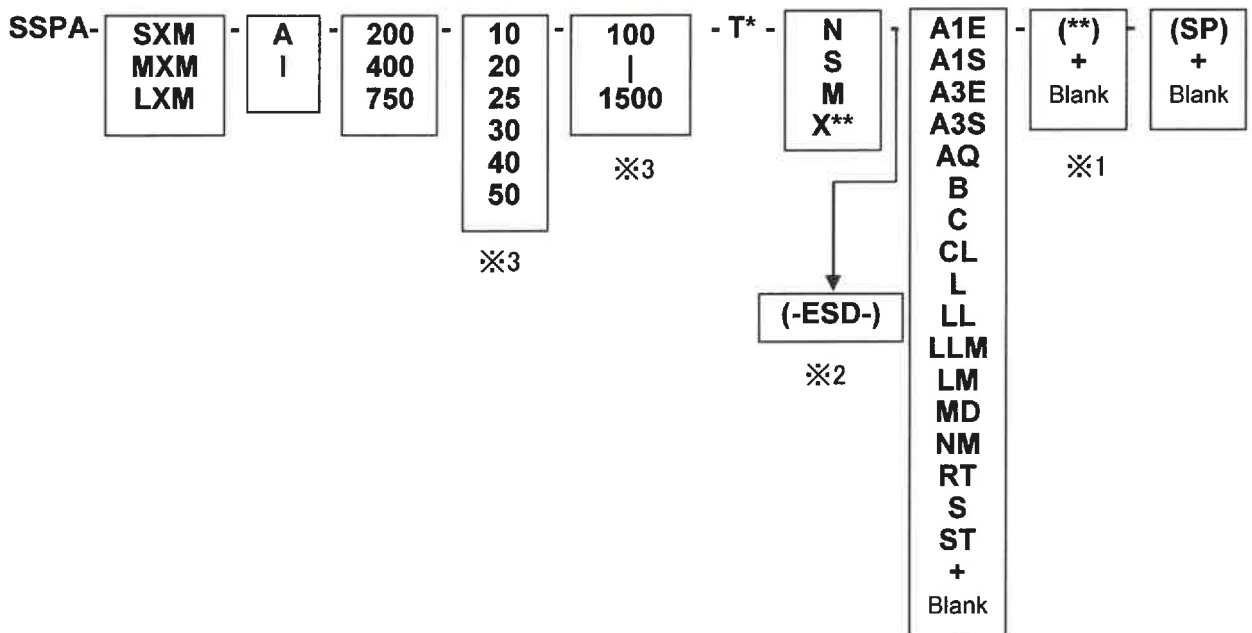 SSPA- SXM - A - 200 - 10 - 100 - T* - N - A1E - (**) - (SP)
MXM I 400 20 | S A1S + +
LXM 750 25 1500 M A3E Blank Blank
30 X** A3S
40 ※3 AQ ※1
50 B
C
※3 CL
L
(-ESD-) LL
LLM
※2 LM
MD
NM
RT
S
ST
+
Blank